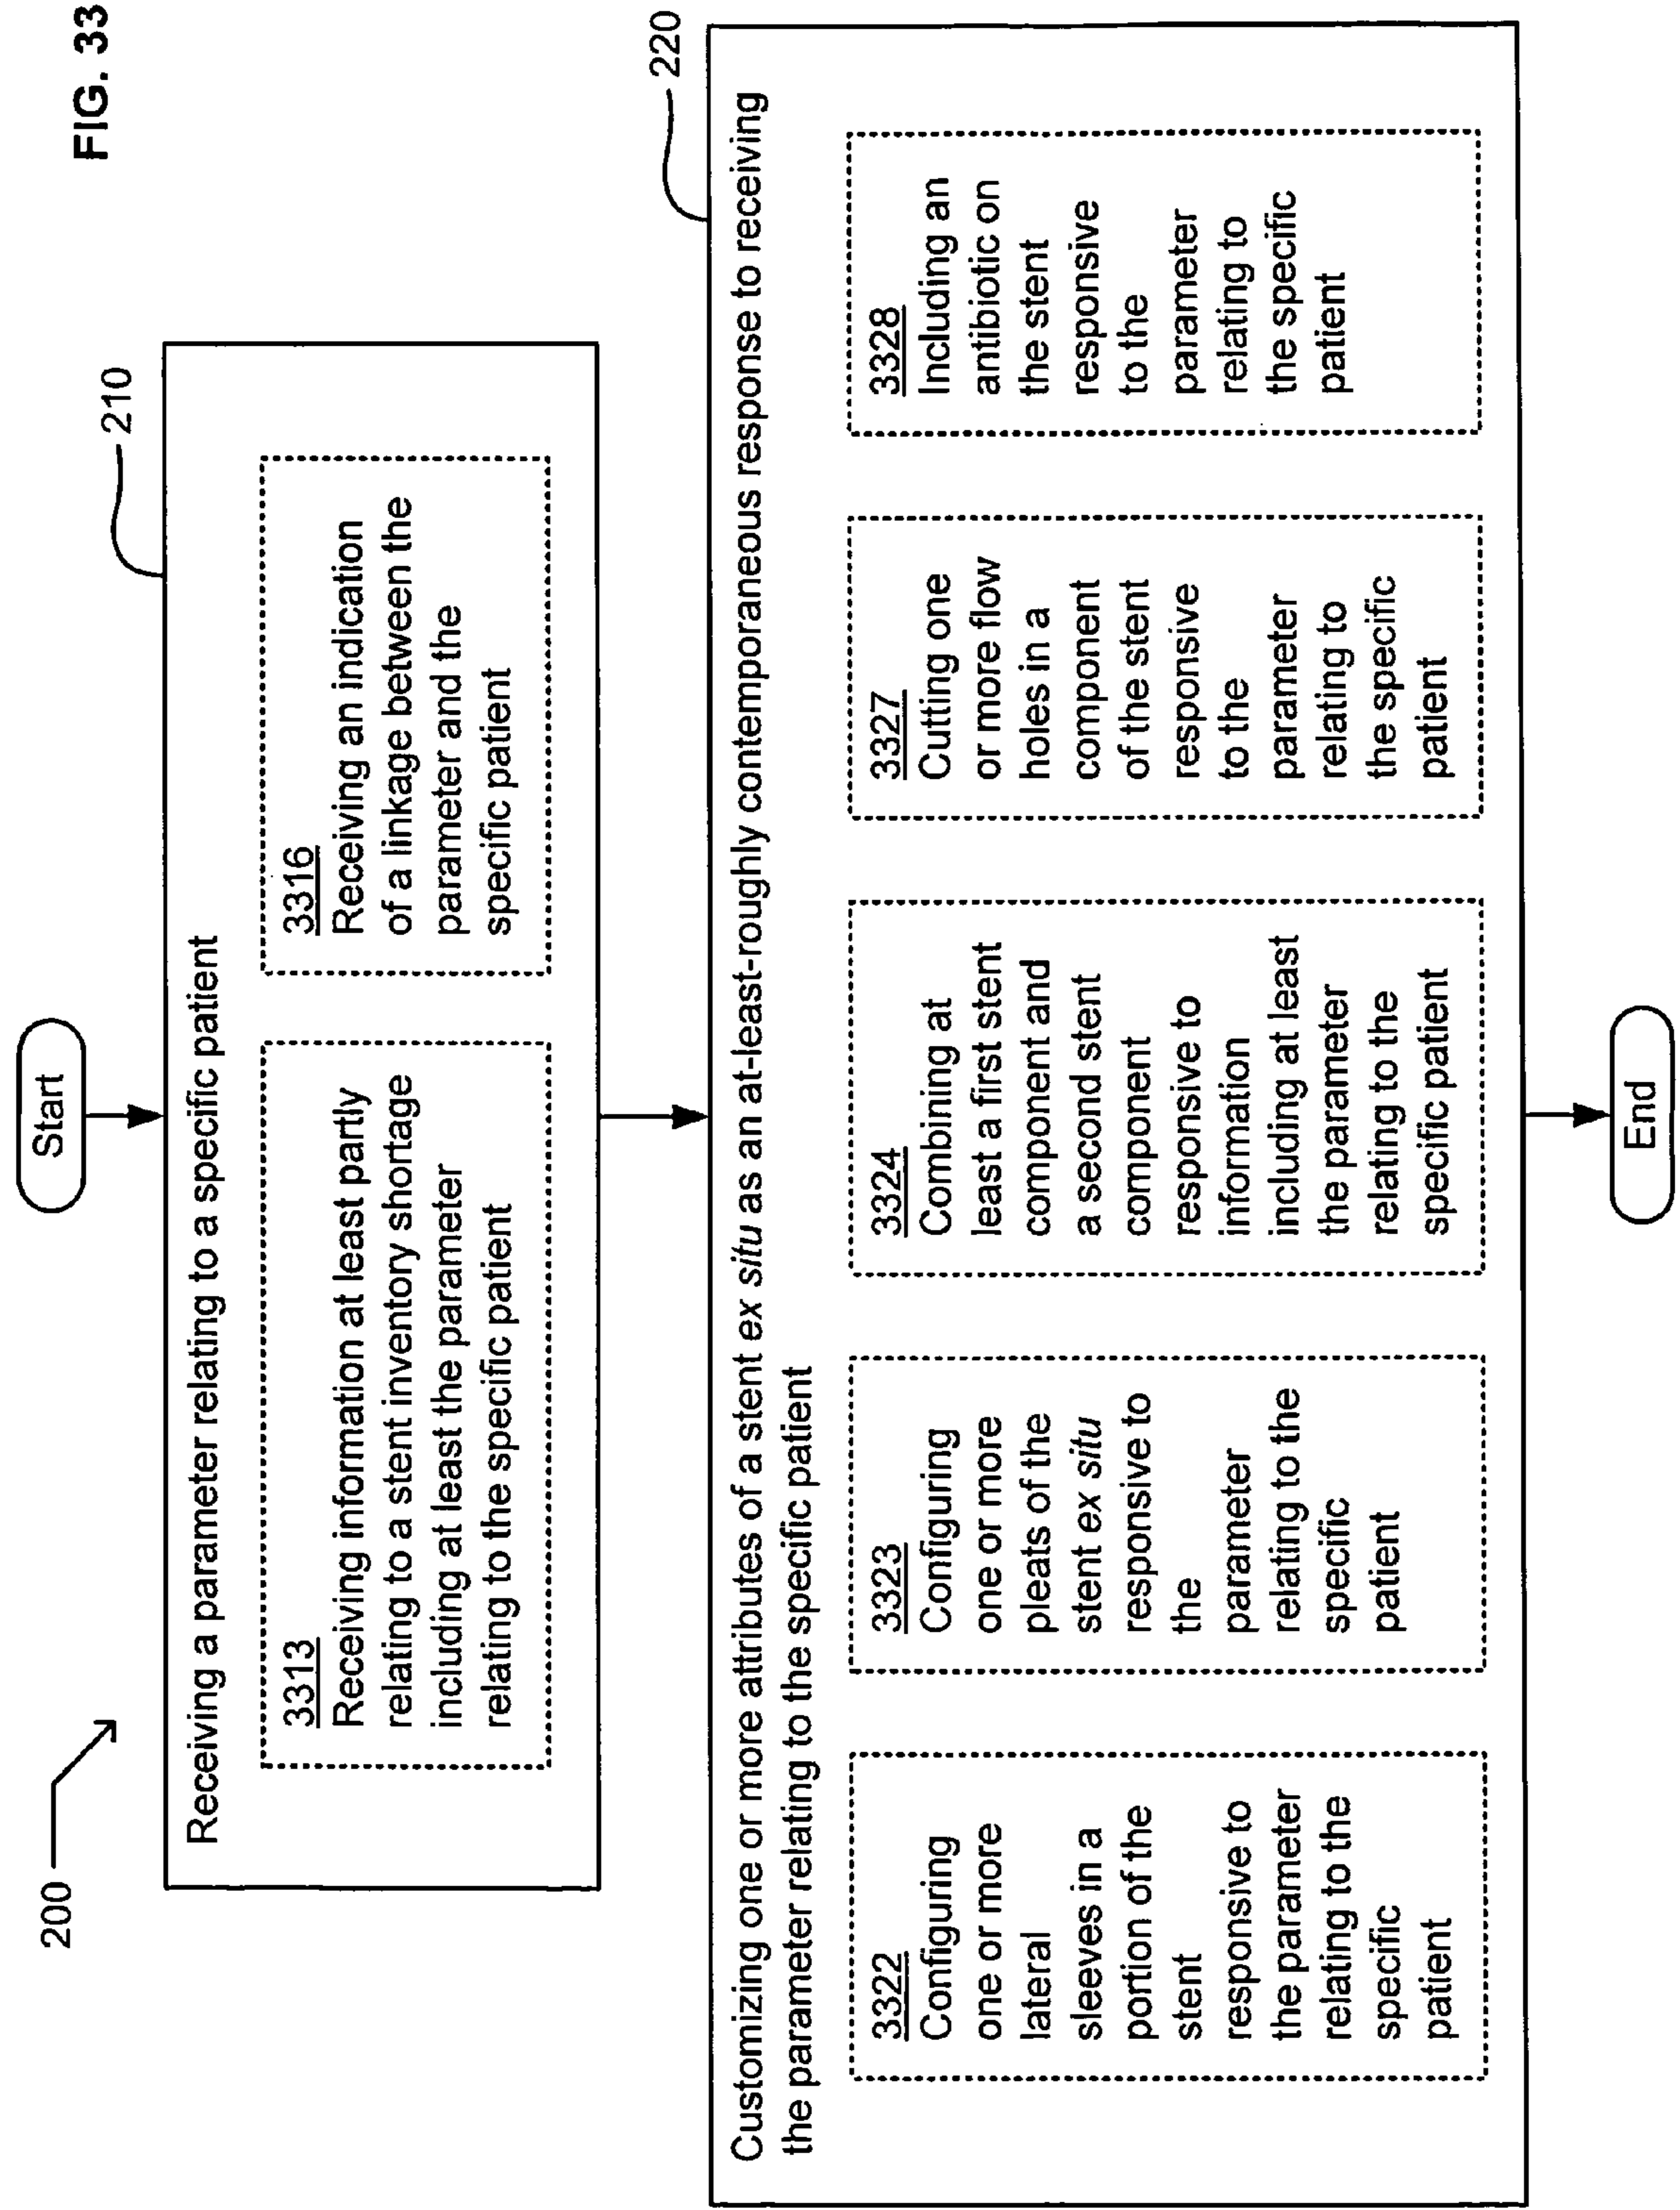 FIG. 33
200
Start
210
Receiving a parameter relating to a specific patient
3313
Receiving information at least partly
relating to a stent inventory shortage
including at least the parameter
relating to the specific patient
3316
Receiving an indication
of a linkage between the
parameter and the
specific patient
220
Customizing one or more attributes of a stent ex situ as an at-least-roughly contemporaneous response to receiving
the parameter relating to the specific patient
3322
Configuring
one or more
lateral
sleeves in a
portion of the
stent
responsive to
the parameter
relating to the
specific
patient
3323
Configuring
one or more
pleats of the
stent ex situ
responsive to
the
parameter
relating to the
specific
patient
3324
Combining at
least a first stent
component and
a second stent
component
responsive to
information
including at least
the parameter
relating to the
specific patient
3327
Cutting one
or more flow
holes in a
component
of the stent
responsive
to the
parameter
relating to
the specific
patient
3328
Including an
antibiotic on
the stent
responsive
to the
parameter
relating to
the specific
patient
End